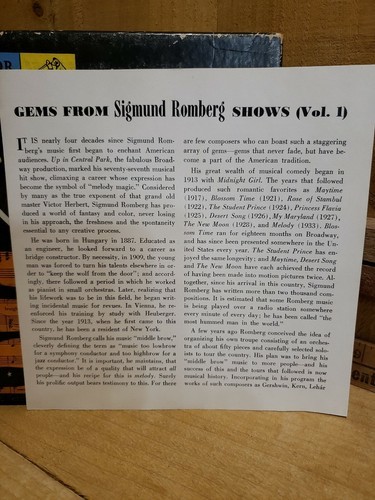 OR
GEMS FROM Sigmund Romberg SHOWS (Vol. 1)
IT IS nearly four decades since Sigmund Rom-
berg's music first began to enchant American
audiences. Up in Central Park, the fabulous Broad-
way production, marked his seventy-seventh musical
hit show, climaxing a career whose expression has
become the symbol of "melody magic." Considered
by many as the true exponent of that grand old
master Victor Herbert, Sigmund Romberg has pro-
duced a world of fantasy and color, never losing
in his approach, the freshness and the spontaneity
essential to any creative process.
He was born in Hungary in 1887. Educated as
an engineer, he looked forward to a career as
bridge constructor. By necessity, in 1909, the young
man was forced to turn his talents elsewhere in or-
der to "keep the wolf from the door"; and accord-
ingly, there followed a period in which he worked
as pianist in small orchestras. Later, realizing that
his lifework was to be in this field, he began writ-
ing incidental music for revues. In Vienna, he re-
enforced his training by study with Heuberger.
Since the year 1913, when he first came to this
country, he has been a resident of New York.
Sigmund Romberg calls his music "middle brow,"
cleverly defining the term as "music too lowbrow
for a symphony conductor and too highbrow for a
jazz conductor." It is important, he maintains, that
the expression be of a quality that will attract all
people—and his recipe for this is melody. Surely
his prolific output bears testimony to this. For there
are few composers who can boast such a staggering
array of gems—gems that never fade, but have be-
come a part of the American tradition.
His great wealth of musical comedy began in
1913 with Midnight Girl. The years that followed
produced such romantic favorites as Maytime
(1917), Blossom Time (1921), Rose of Stambul
(1922), The Student Prince (1924), Princess Flavia
(1925), Desert Song (1926), My Maryland (1927),
The New Moon (1928), and Melody (1933). Blos-
som Time ran for eighteen months on Broadway,
and has since been presented somewhere in the Un-
ited States every year. The Student Prince has en-
joyed the same longevity; and Maytime, Desert Song
and The New Moon have each achieved the record
of having been made into motion pictures twice. Al-
together, since his arrival in this country, Sigmund
Romberg has written more than two thousand com-
positions. It is estimated that some Romberg music
is being played over a radio station somewhere
every minute of every day; he has been called "the
most hummed man in the world."
A few years ago Romberg conceived the idea of
organizing his own troupe consisting of an orches-
tra of about fifty pieces and carefully selected solo-
ists to tour the country. His plan was to bring his
"middle brow" music to more people—and his
success of this and the tours that followed is now
musical history. Incorporating in his program the
works of such composers as Gershwin, Kern, Lehár